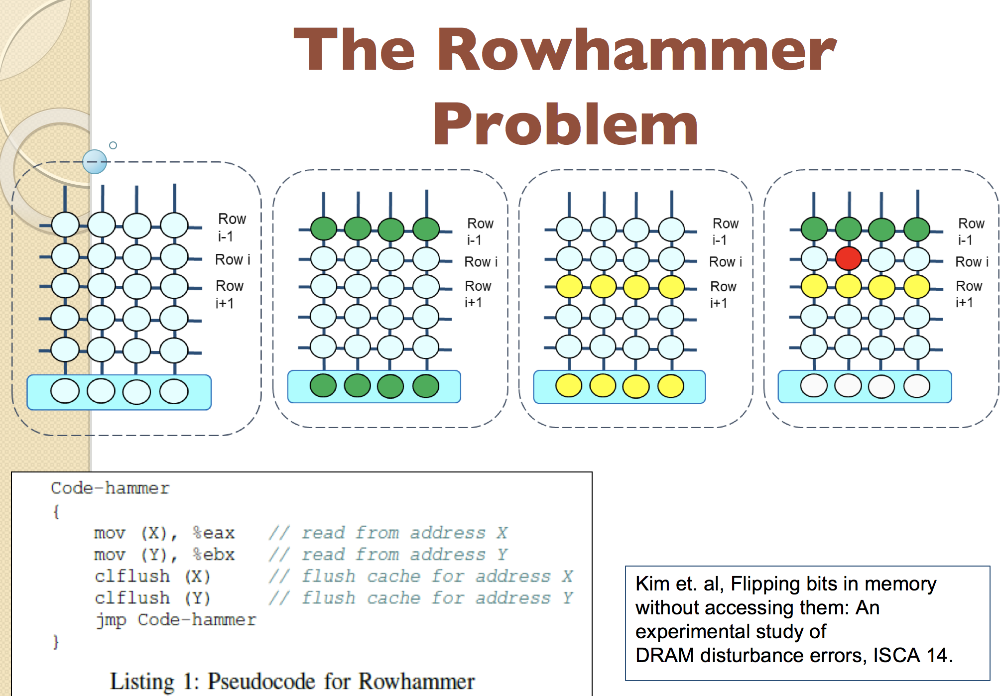 The Rowhammer
Problem
Row
i-1
Row i
Row
i+1
Row
i-1
Row i
Row
i+1
Row
i-1
Row i
Row
i+1
Row
i-1
Row i
Row
i+1
Code-hammer
{
mov (X), %eax // read from address X
mov (Y), %ebx // read from address Y
clflush (X) // flush cache for address X
clflush (Y) // flush cache for address Y
jmp Code-hammer
}
Listing 1: Pseudocode for Rowhammer
Kim et. al, Flipping bits in memory
without accessing them: An
experimental study of
DRAM disturbance errors, ISCA 14.